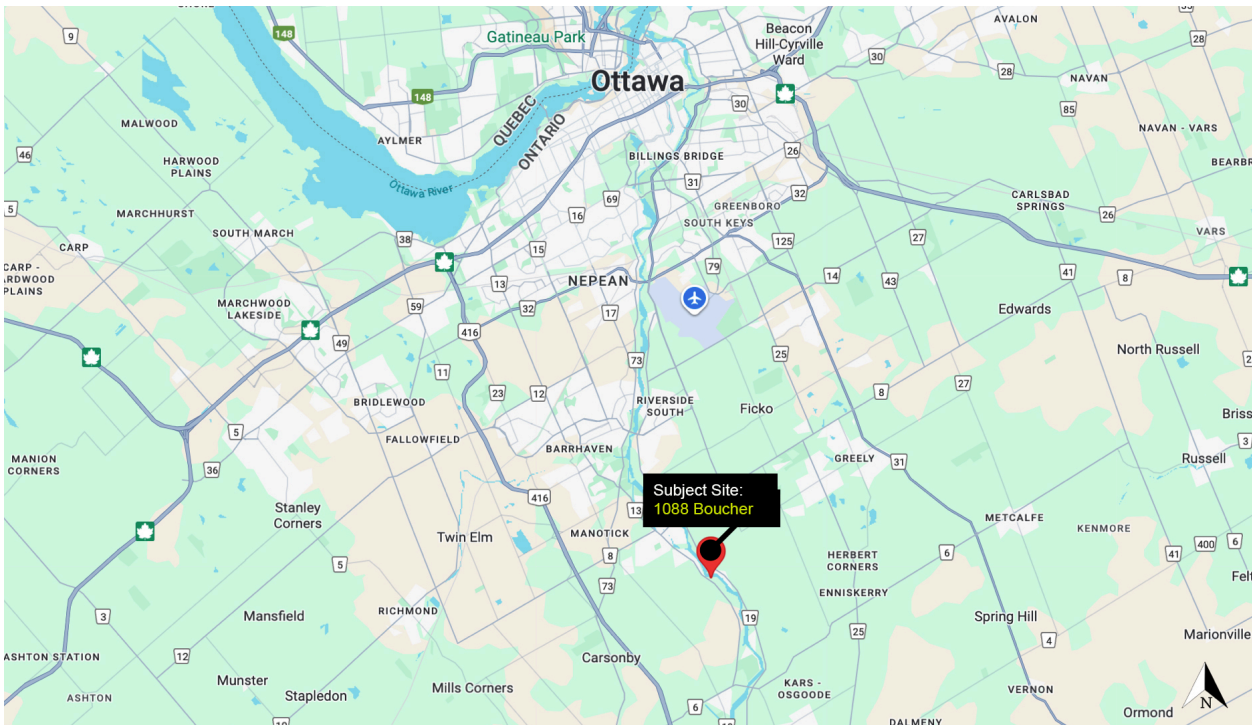 9
148
Gatineau Park
Beacon
Hill-Cyrville
Ward
AVALON
28
Ottawa
30
28
NAVAN
148
30
85
MALWOOD
QUEBEC
ONTARIO
AYLMER
NAVAN - VARS
46
HARWOOD
PLAINS
BILLINGS BRIDGE
26
BEARBR
Ottawa River
31
32
CARLSBAD
SPRINGS
5
MARCHHURST
69
GREENBORO
16
26
SOUTH MARCH
SOUTH KEYS
38
125
27
VARS
CARP
15
CARP -
ARDWOOD
PLAINS
79
14
41
8
NEPEAN
13
43
MARCHWOOD
LAKESIDE
59
32
17
Edwards
416
49
North Russell
73
25
2
11
27
23
12
8
BRIDLEWOOD
RIVERSIDE
SOUTH
Ficko
Briss
5
FALLOWFIELD
3
BARRHAVEN
MANION
CORNERS
36
GREELY
31
Russell
Subject Site:
1088 Boucher
416
Stanley
Corners
13
METCALFE
Twin Elm
MANOTICK
KENMORE
400
6
8
HERBERT
CORNERS
6
41
5
73
Felt
ENNISKERRY
RICHMOND
3
Mansfield
19
Spring Hill
25
4
Marionville
ASHTON STATION
12
Carsonby
Munster
KARS -
OSGOODE
ASHTON
Stapledon
Mills Corners
VERNON
6
N
Ormond
DALMENY